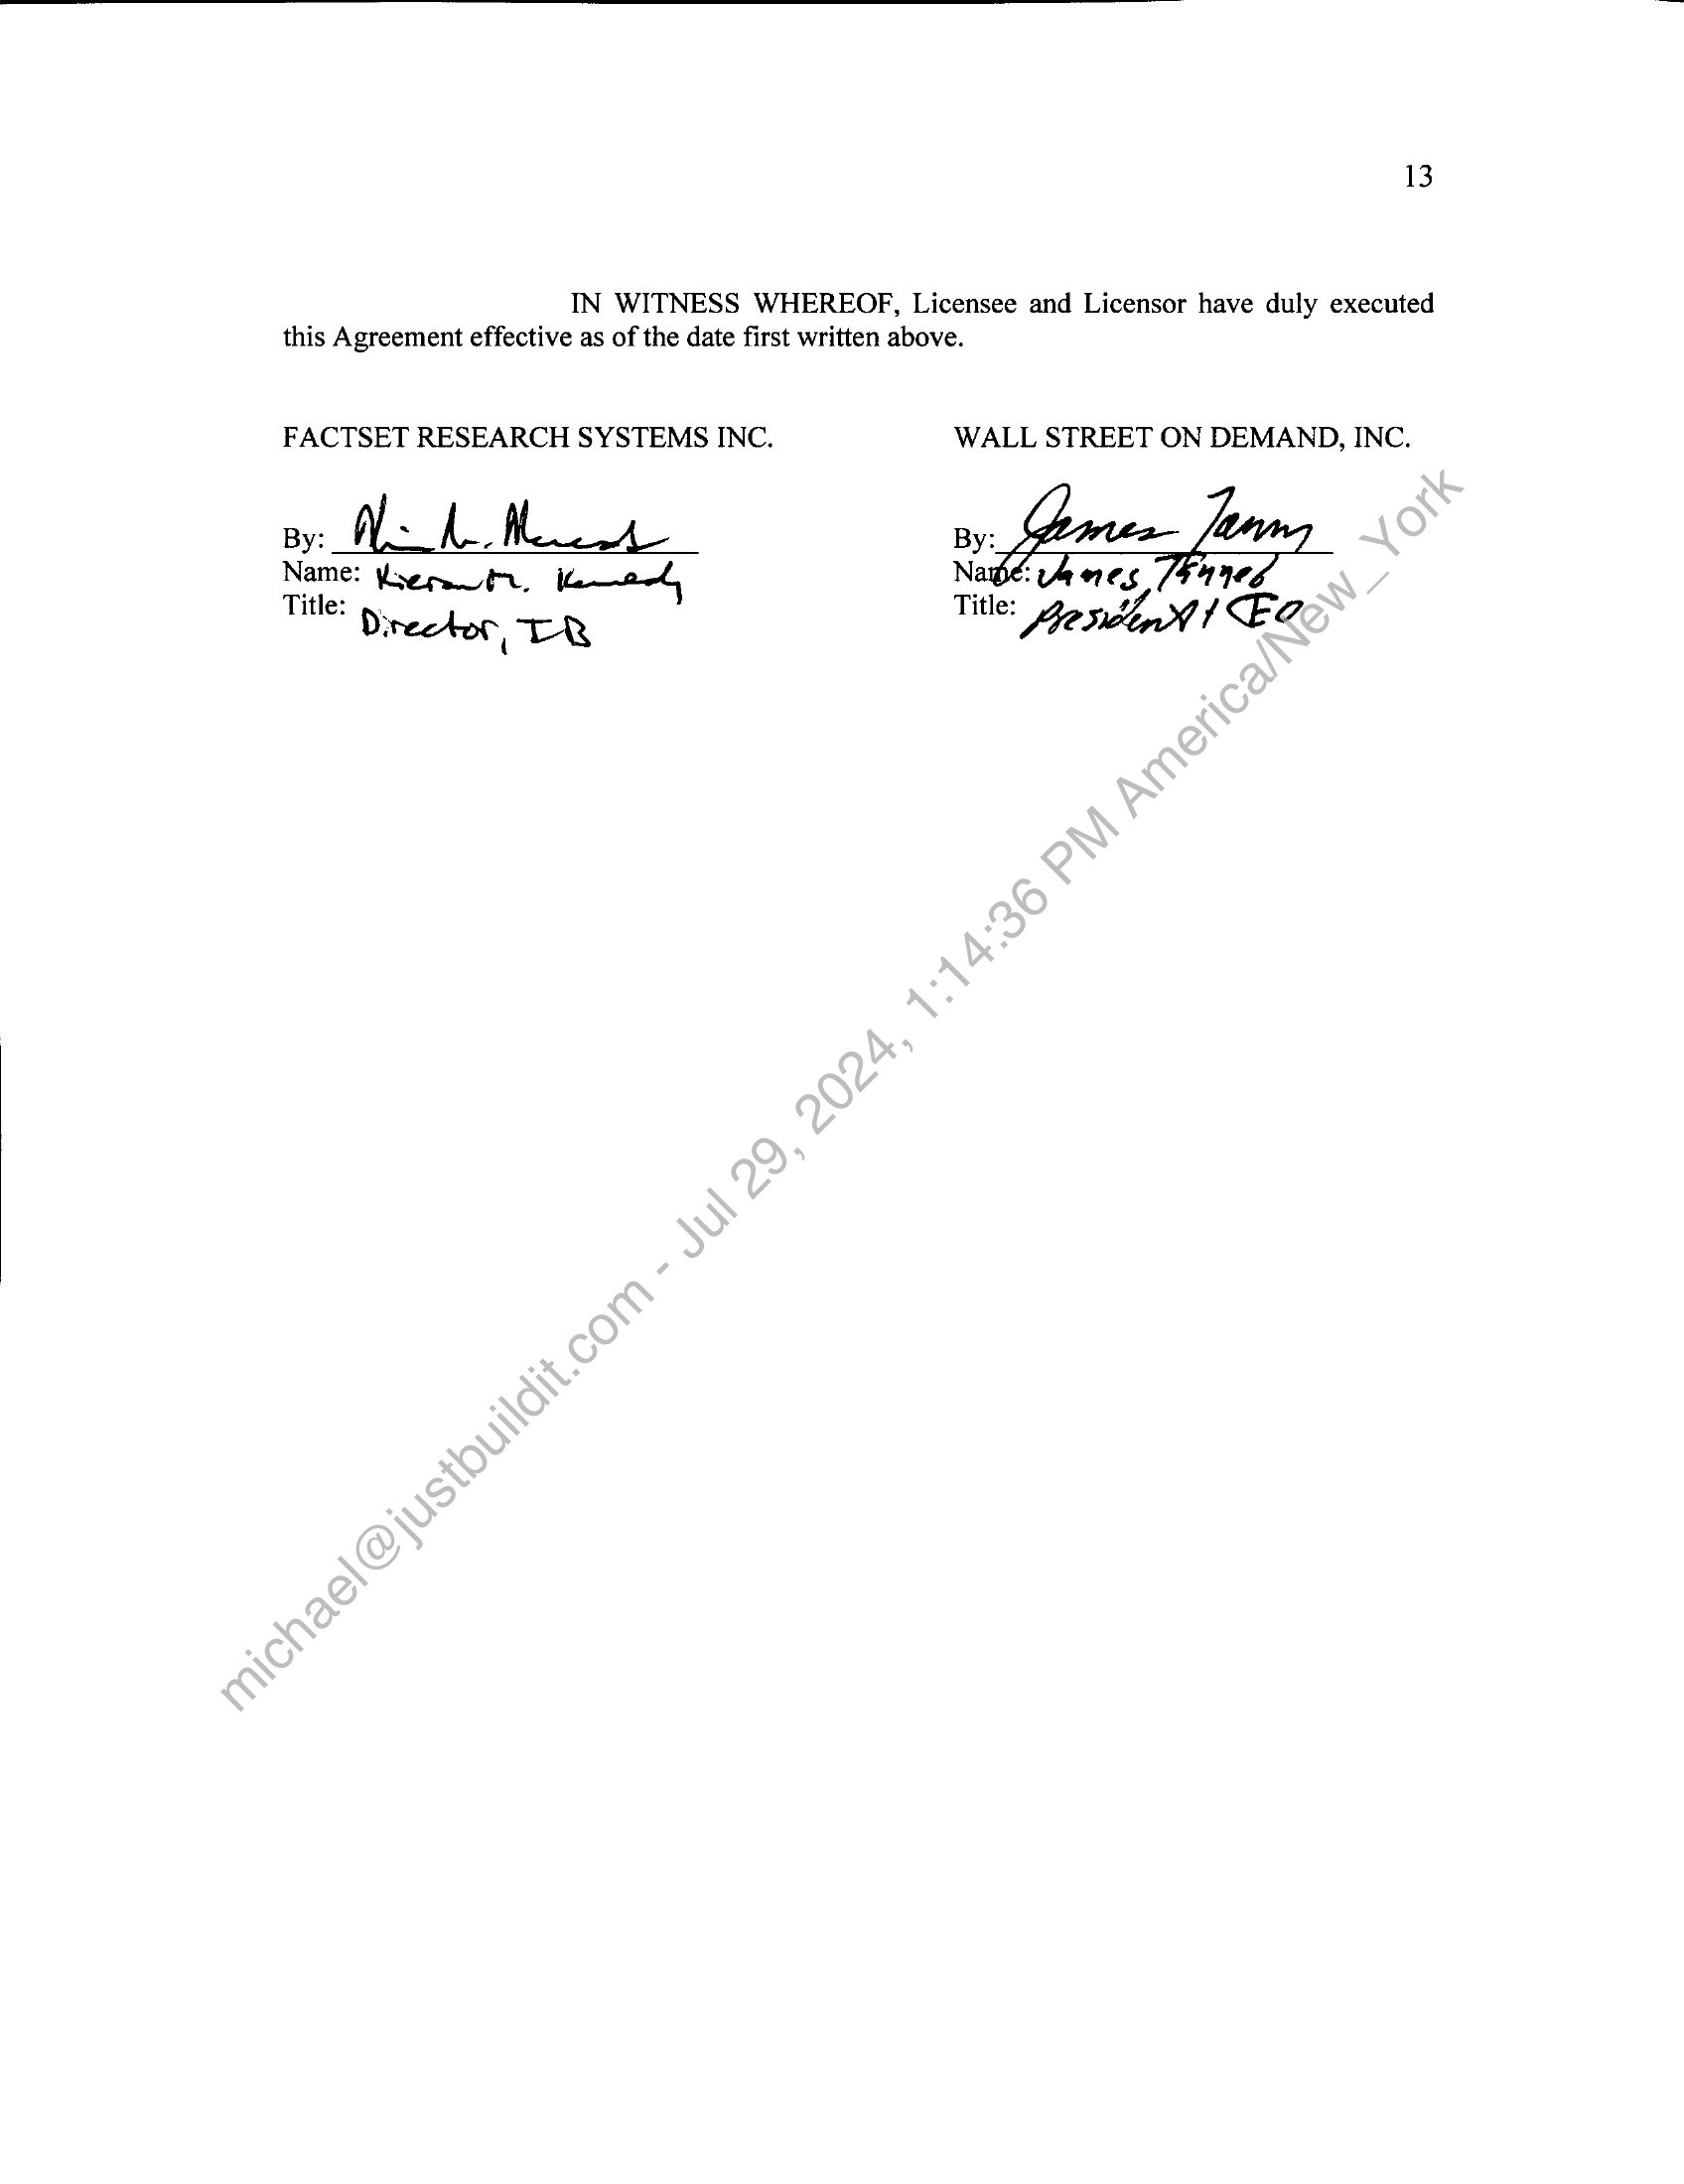 13
IN WITNESS WHEREOF, Licensee and Licensor have duly executed
this Agreement effective as of the date first written above.
FACTSET RESEARCH SYSTEMS INC.
By:
Name: Kieran M. Kennedy
Title: Director, IB
WALL STREET ON DEMAND, INC.
By: James
Name: James Tanner
Title: President / CEO
michael@justbuildit.com - Jul 29, 2024, 1:14:36 PM America/New_York